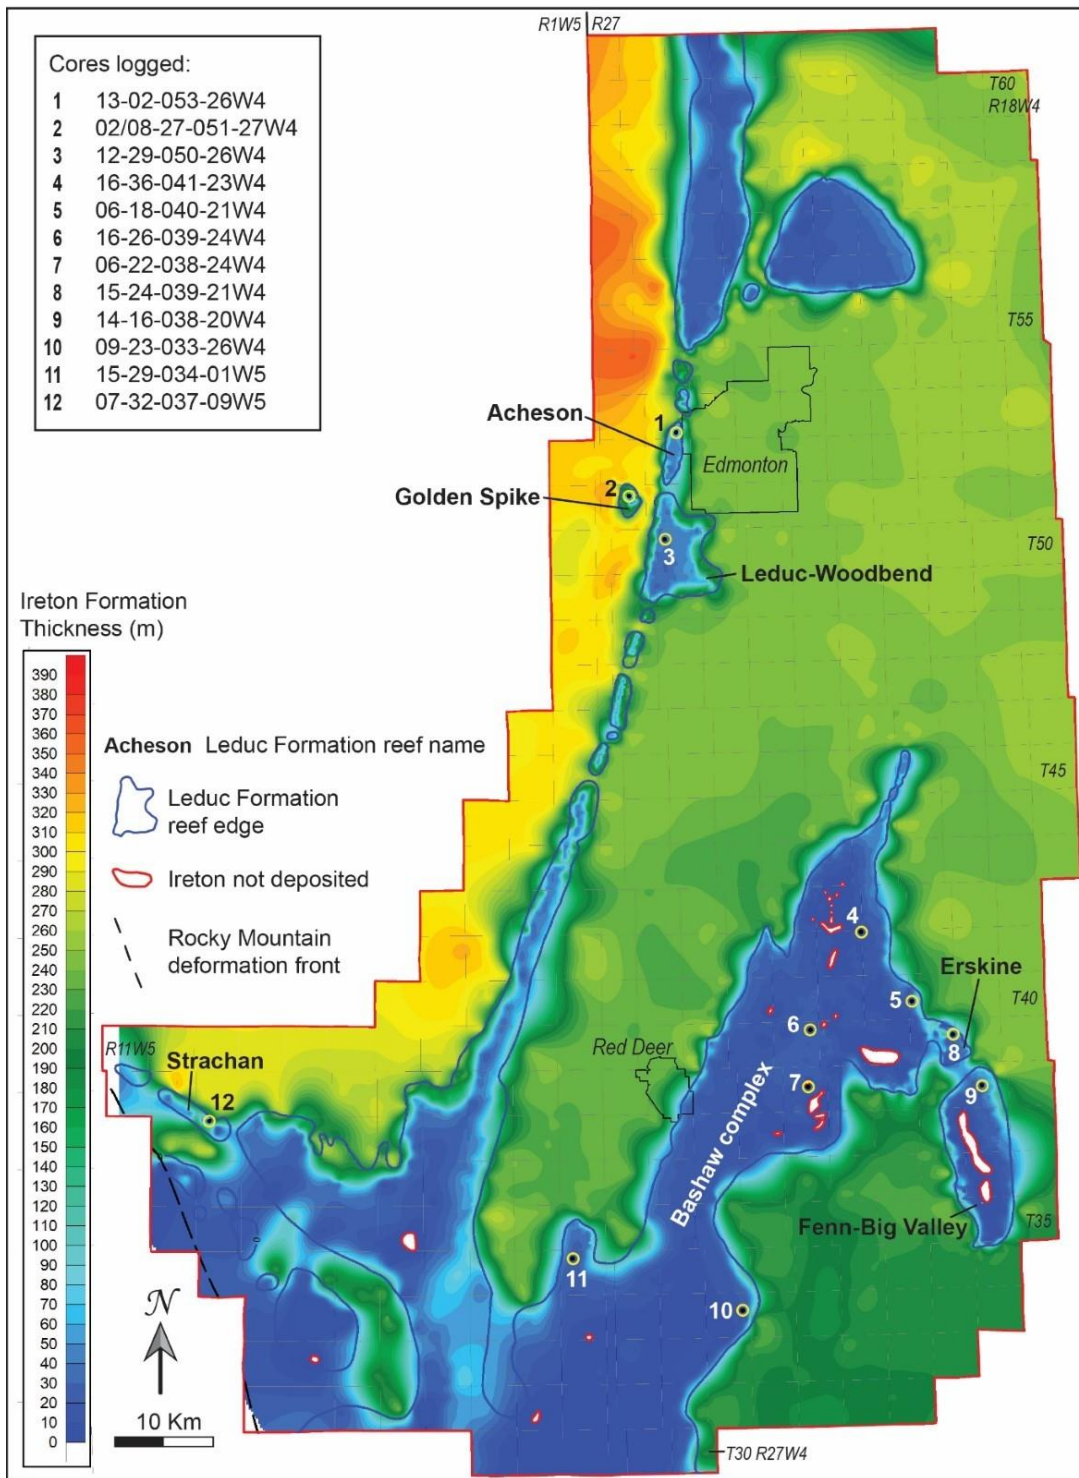 R1W5 R27
Cores logged:
1 13-02-053-26W4
2 02/08-27-051-27W4
3 12-29-050-26W4
4 16-36-041-23W4
5 06-18-040-21W4
6 16-26-039-24W4
7 06-22-038-24W4
8 15-24-039-21W4
9 14-16-038-20W4
10 09-23-033-26W4
11 15-29-034-01W5
12 07-32-037-09W5
T60
R18W4
T55
Acheson
1
Edmonton
2
Golden Spike
3
T50
Leduc-Woodbend
Ireton Formation
Thickness (m)
390
380
370
360
350
340
330
320
310
300
290
280
270
260
250
240
230
220
210
200
190
180
170
160
150
140
130
120
110
100
90
80
70
60
50
40
30
20
10
0
Acheson Leduc Formation reef name
Leduc Formation
reef edge
Ireton not deposited
Rocky Mountain
deformation front
T45
4
Erskine
5
T40
6
8
R11W5
Strachan
Red Deer
12
7
9
Bashaw complex
Fenn-Big Valley
T35
11
10
N
10 Km
T30 R27W4